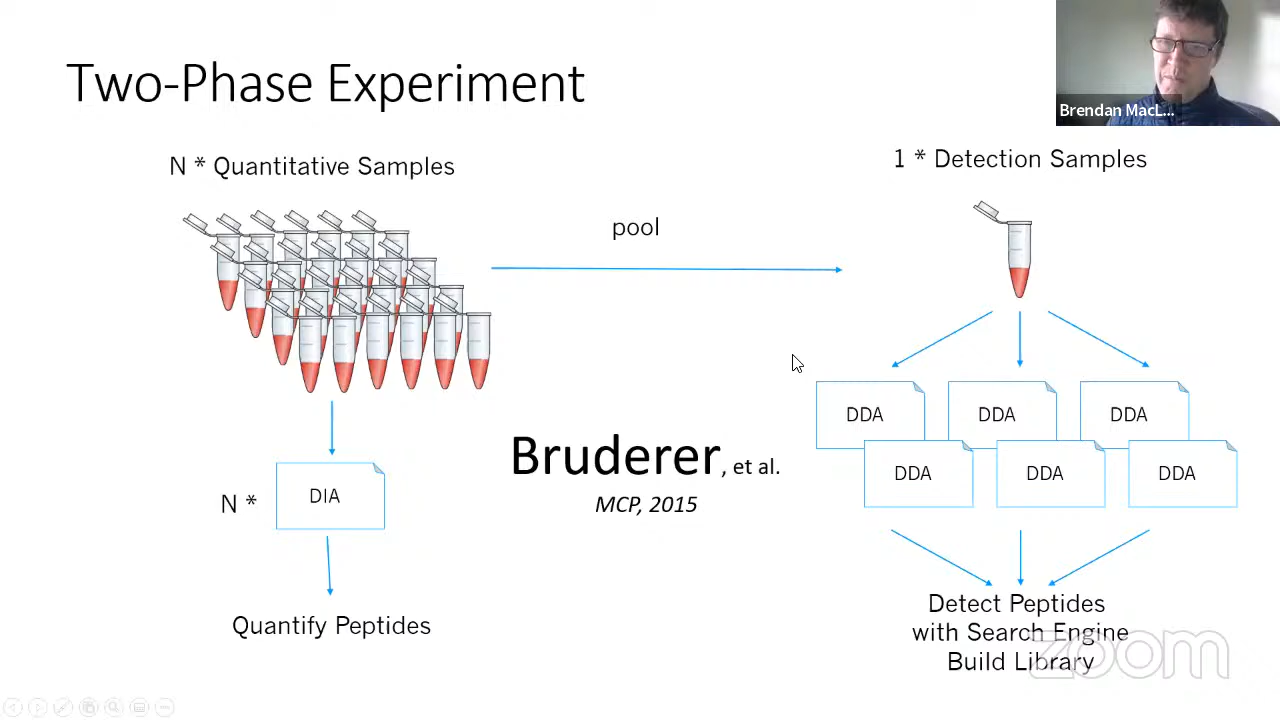 Two-Phase Experiment
Brendan MacL...
N * Quantitative Samples
1 * Detection Samples
pool
DDA
DDA
DDA
DDA
DDA
DDA
Bruderer, et al.
MCP, 2015
N *
DIA
Quantify Peptides
Detect Peptides
with Search Engine
Build Library
zoom